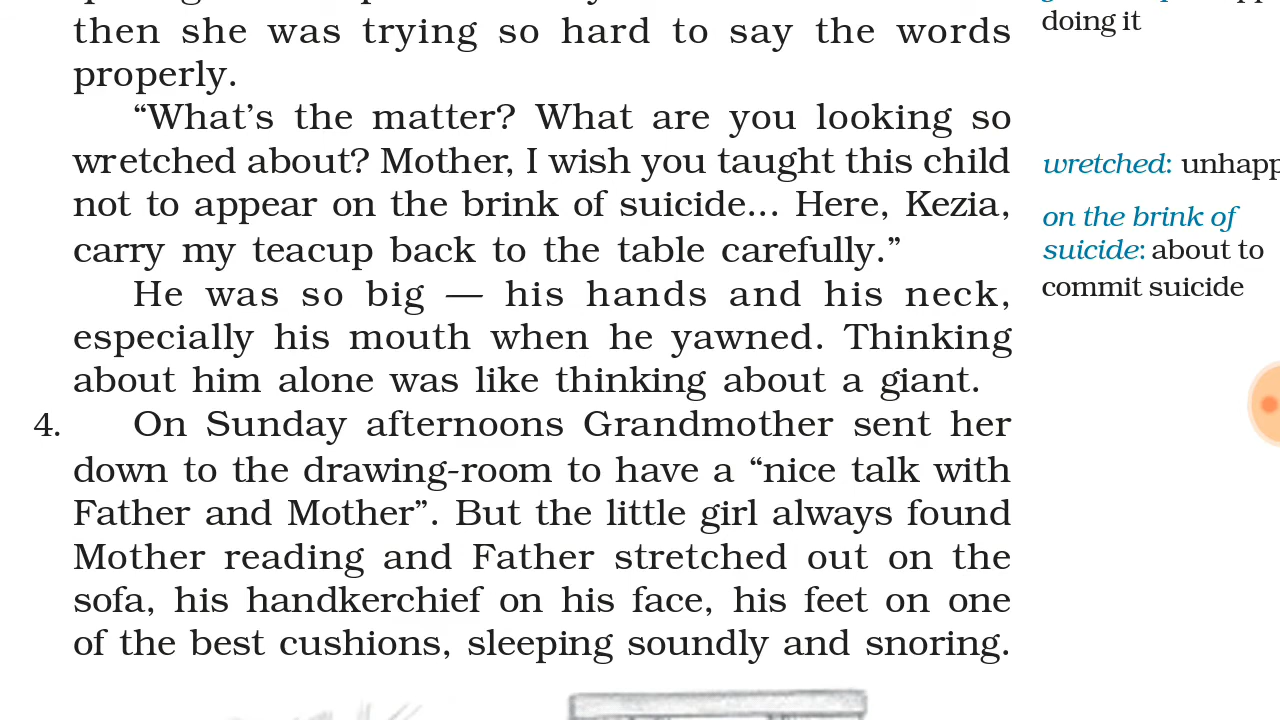 then she was trying so hard to say the words
properly.
“What’s the matter? What are you looking so
wretched about? Mother, I wish you taught this child
not to appear on the brink of suicide... Here, Kezia,
carry my teacup back to the table carefully.”
He was so big — his hands and his neck,
especially his mouth when he yawned. Thinking
about him alone was like thinking about a giant.
4. On Sunday afternoons Grandmother sent her
down to the drawing-room to have a “nice talk with
Father and Mother”. But the little girl always found
Mother reading and Father stretched out on the
sofa, his handkerchief on his face, his feet on one
of the best cushions, sleeping soundly and snoring.
doing it
wretched: unhapp
on the brink of
suicide: about to
commit suicide